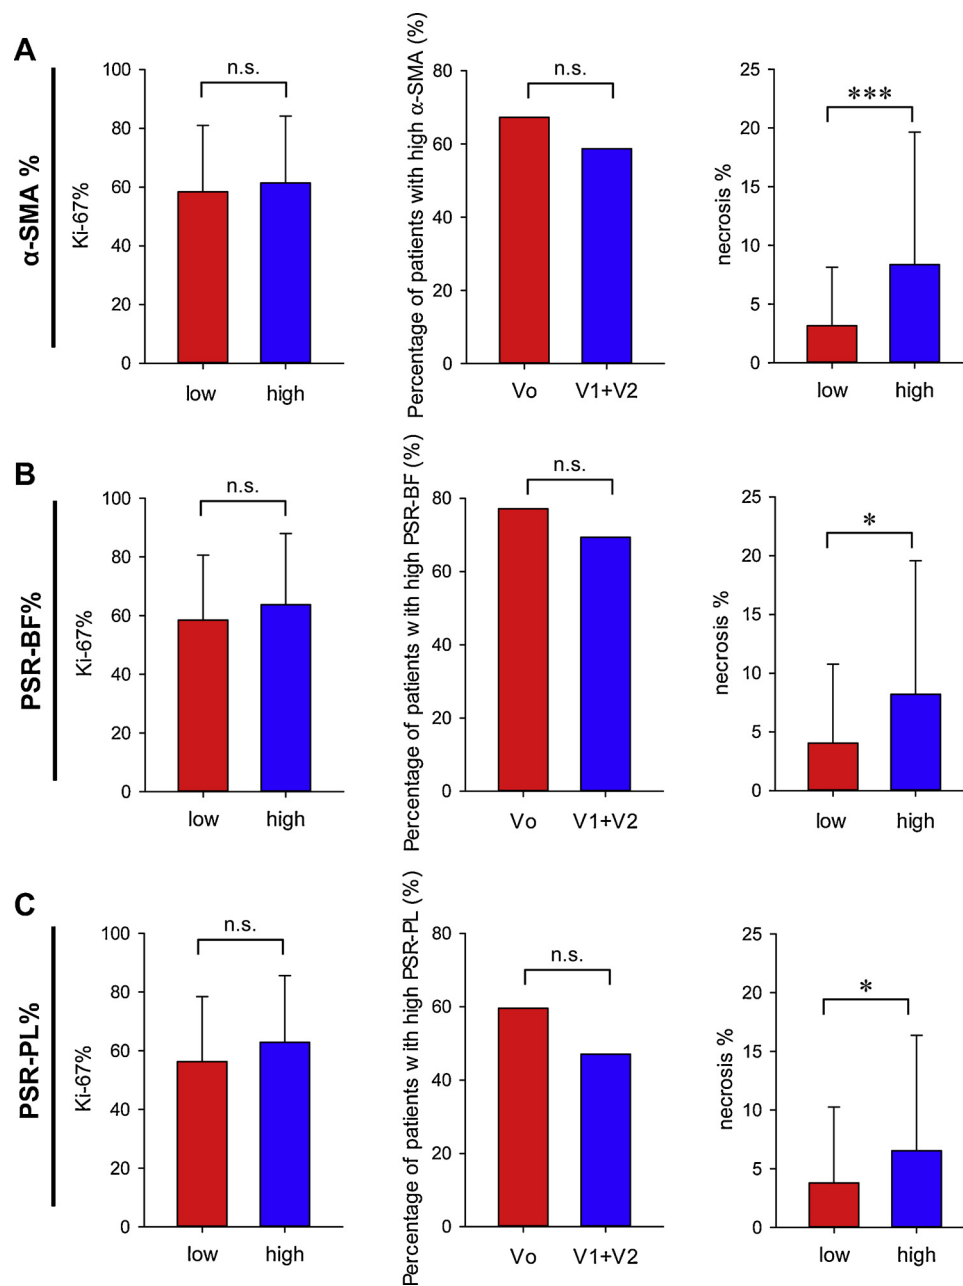 A
α-SMA %
Ki-67%
100
80
60
40
20
0
n.s.
low high
Percentage of patients with high α-SMA (%)
80
60
40
20
0
n.s.
Vo V1+V2
necrosis %
25
20
15
10
5
0
***
low high
B
PSR-BF%
Ki-67%
100
80
60
40
20
0
n.s.
low high
Percentage of patients with high PSR-BF (%)
80
60
40
20
0
n.s.
Vo V1+V2
necrosis %
25
20
15
10
5
0
*
low high
C
PSR-PL%
Ki-67%
100
80
60
40
20
0
n.s.
low high
Percentage of patients with high PSR-PL (%)
80
60
40
20
0
n.s.
Vo V1+V2
necrosis %
25
20
15
10
5
0
*
low high